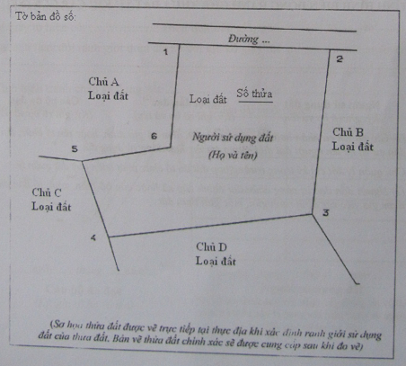 Tờ bản đồ số:
Đường ...
1
2
Chủ A
Loại đất
Loại đất Số thửa
6
Người sử dụng đất
(Họ và tên)
Chủ B
Loại đất
5
Chủ C
Loại đất
4
3
Chủ D
Loại đất
(Sơ họa thửa đất được vẽ trực tiếp tại thực địa khi xác định ranh giới sử dụng
đất của thửa đất. Bản vẽ thửa đất chính xác sẽ được cung cấp sau khi đo vẽ)